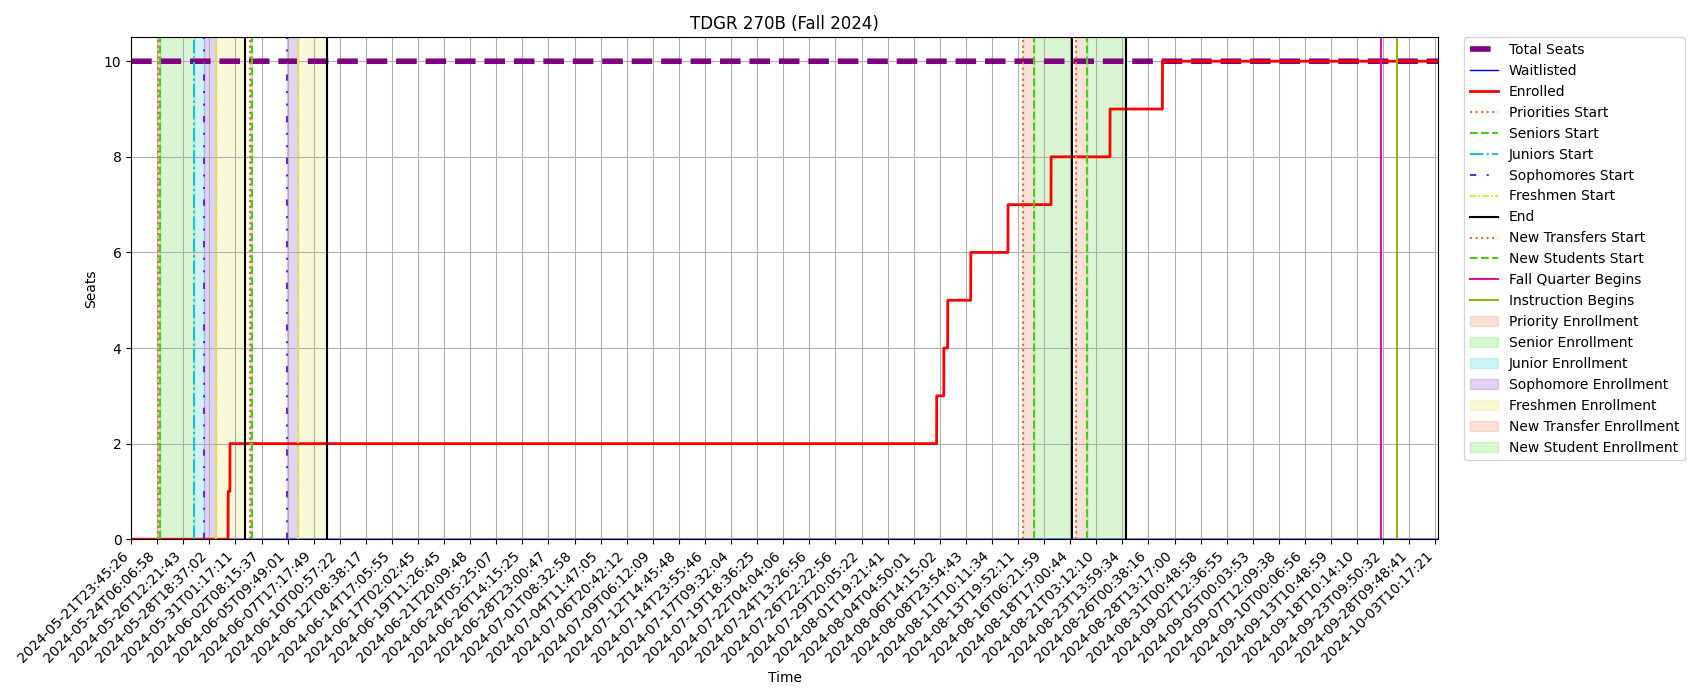 TDGR 270B (Fall 2024)
Seats
10
8
6
4
2
0
2024-05-21T23:45:26
2024-05-24T06:06:58
2024-05-26T12:21:43
2024-05-28T18:37:02
2024-05-31T01:17:11
2024-06-02T08:15:37
2024-06-05T09:49:01
2024-06-07T17:17:49
2024-06-10T00:57:22
2024-06-12T08:38:17
2024-06-14T17:05:55
2024-06-17T02:02:45
2024-06-19T11:26:45
2024-06-21T20:09:48
2024-06-24T05:25:07
2024-06-26T14:15:25
2024-06-28T23:00:47
2024-07-01T08:32:58
2024-07-04T11:47:05
2024-07-06T20:42:12
2024-07-09T06:12:09
2024-07-12T14:45:48
2024-07-14T23:55:46
2024-07-17T09:32:04
2024-07-19T18:36:25
2024-07-22T04:04:06
2024-07-24T13:26:56
2024-07-26T22:22:56
2024-07-29T20:05:22
2024-08-01T19:21:41
2024-08-04T04:50:01
2024-08-06T14:15:02
2024-08-08T23:54:43
2024-08-11T10:11:34
2024-08-13T19:52:11
2024-08-16T06:21:59
2024-08-18T17:00:44
2024-08-21T03:12:10
2024-08-23T13:59:34
2024-08-26T00:38:16
2024-08-28T13:17:00
2024-08-31T00:48:58
2024-09-02T12:36:55
2024-09-05T00:03:53
2024-09-07T12:09:38
2024-09-10T00:06:56
2024-09-13T10:48:59
2024-09-18T10:14:10
2024-09-23T09:50:32
2024-09-28T09:48:41
2024-10-03T10:17:21
Time
Total Seats
Waitlisted
Enrolled
Priorities Start
Seniors Start
Juniors Start
Sophomores Start
Freshmen Start
End
New Transfers Start
New Students Start
Fall Quarter Begins
Instruction Begins
Priority Enrollment
Senior Enrollment
Junior Enrollment
Sophomore Enrollment
Freshmen Enrollment
New Transfer Enrollment
New Student Enrollment